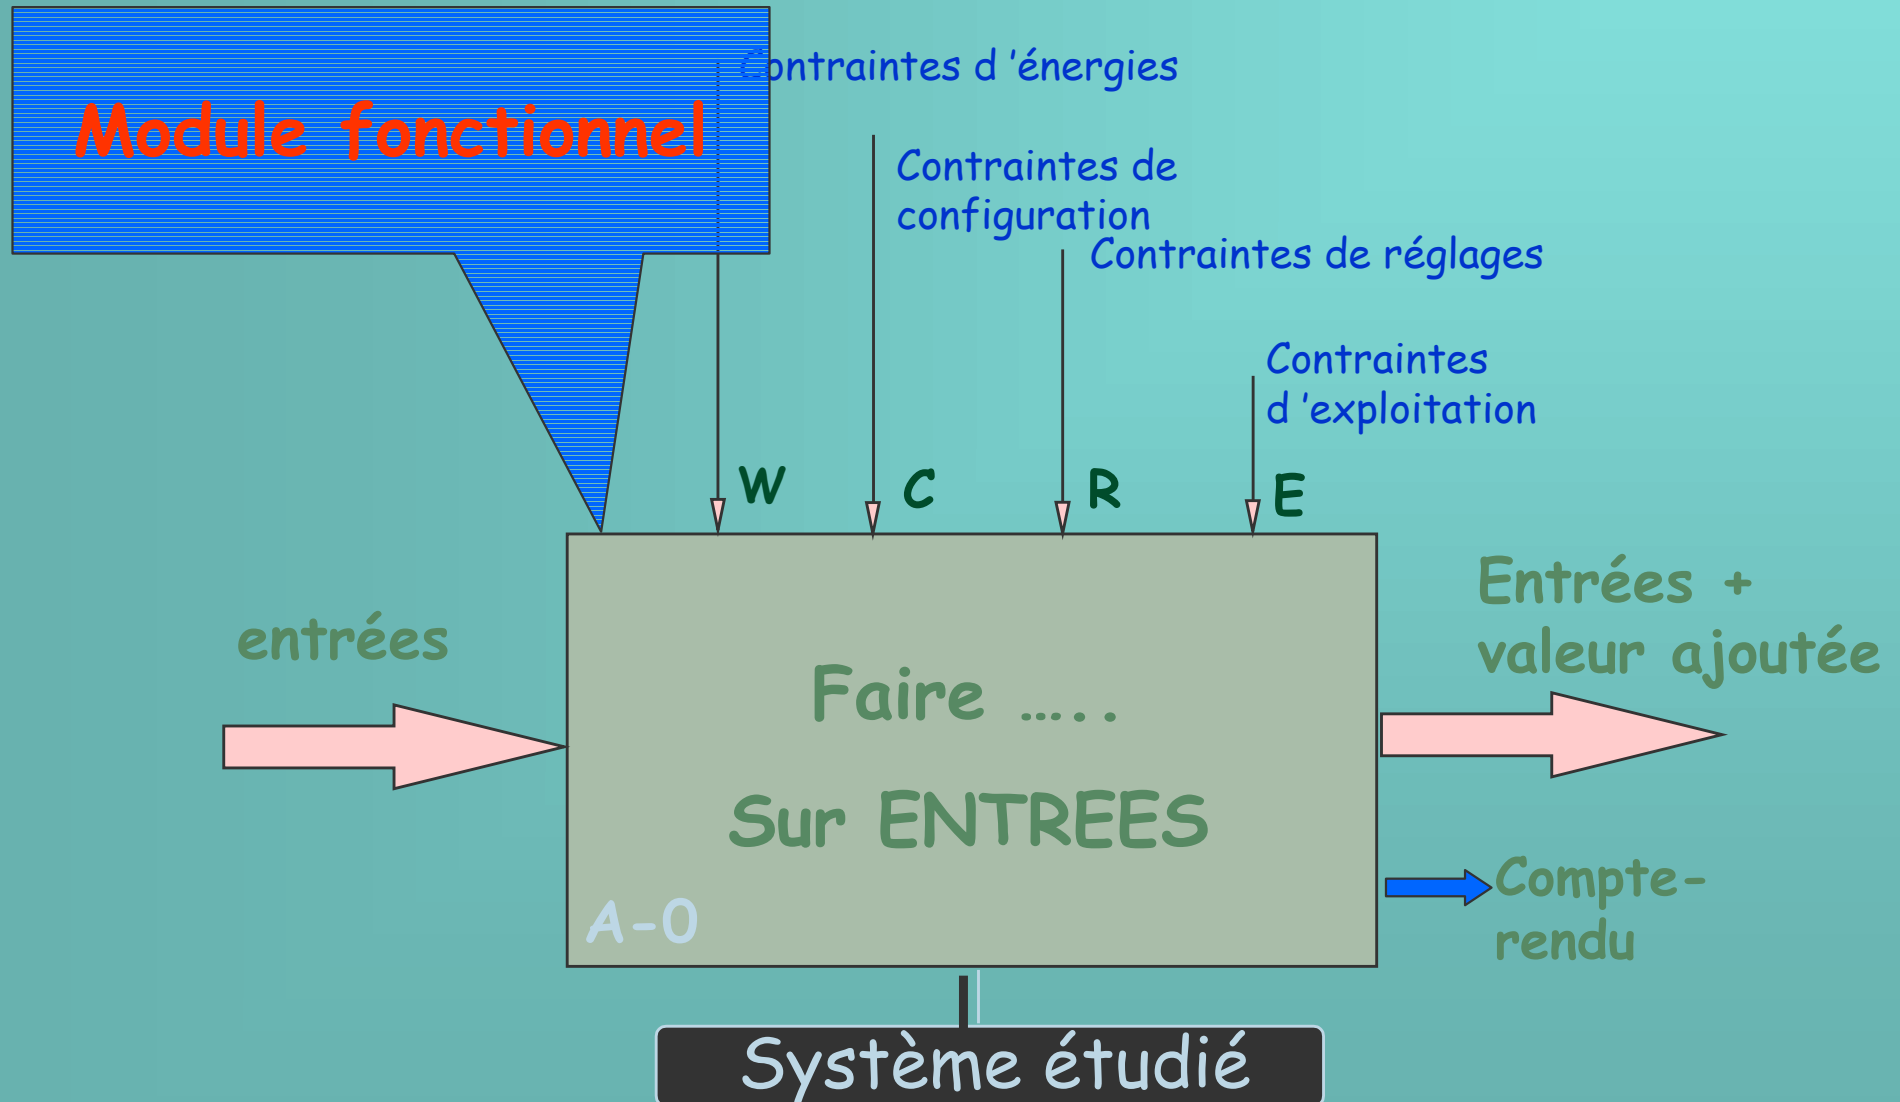 Module fonctionnel
Contraintes d ’énergies
Contraintes de
configuration
Contraintes de réglages
Contraintes
d ’exploitation
W
C
R
E
entrées
Entrées +
valeur ajoutée
Faire …..
Sur ENTREES
A-0
Compte-
rendu
Système étudié